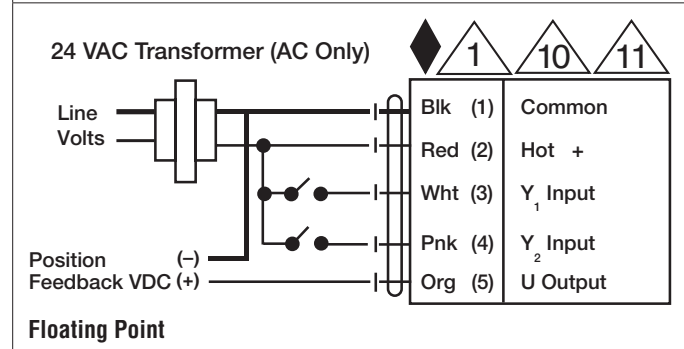 24 VAC Transformer (AC Only)
1
10
11
Line
Volts
Blk (1) Common
Red (2) Hot +
Wht (3) Y1 Input
Pnk (4) Y2 Input
Org (5) U Output
Position (–)
Feedback VDC (+)
Floating Point